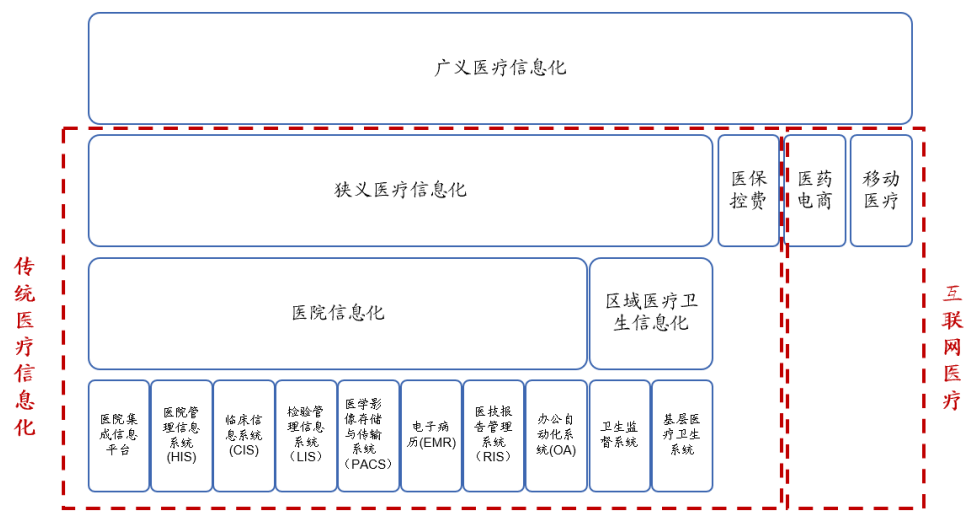 广义医疗信息化
狭义医疗信息化
医保
控费
医药
电商
移动
医疗
传统医疗信息化
互联网医疗
医院信息化
区域医疗卫
生信息化
医院集
成信息
平台
医院管
理信息
系统
(HIS)
临床信
息系统
(CIS)
检验管
理信息
系统
（LIS）
医学影
像存储
与传输
系统
（PACS）
电子病
历(EMR)
医技报
告管理
系统
（RIS）
办公自
动化系
统(OA)
卫生监
督系统
基层医
疗卫生
系统